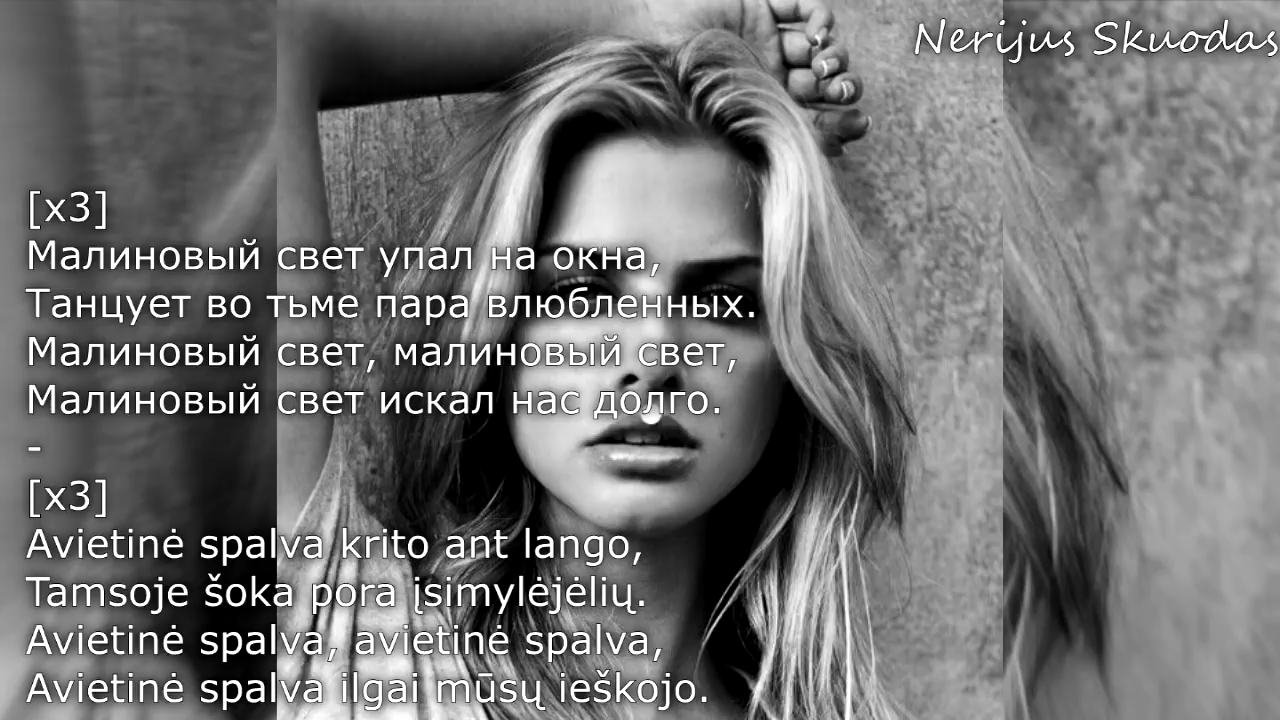 Nerijus Skuodas
[x3]
Малиновый свет упал на окна,
Танцует во тьме пара влюбленных.
Малиновый свет, малиновый свет,
Малиновый свет искал нас долго.
-
[x3]
Avietinė spalva krito ant lango,
Tamsoje šoka pora įsimylėjėlių.
Avietinė spalva, avietinė spalva,
Avietinė spalva ilgai mūsų ieškojo.